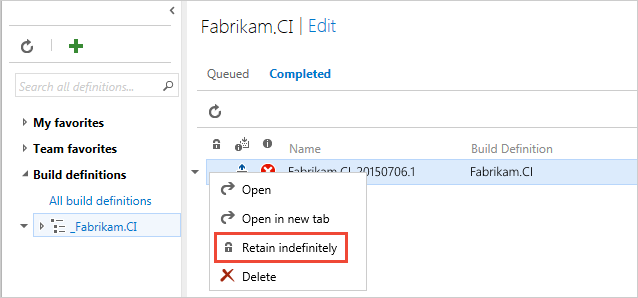 Fabrikam.CI | Edit
Search all definitions...
My favorites
Team favorites
Build definitions
All build definitions
_Fabrikam.CI
Queued Completed
Name Build Definition
Fabrikam.CI_20150706.1 Fabrikam.CI
Open
Open in new tab
Retain indefinitely
Delete